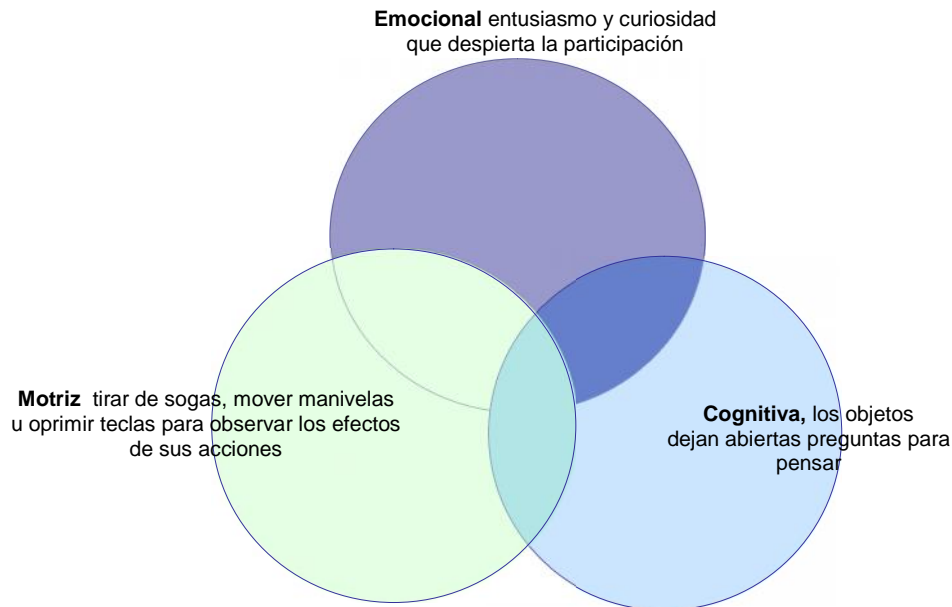 Emocional entusiasmo y curiosidad
que despierta la participación
Motriz tirar de sogas, mover manivelas
u oprimir teclas para observar los efectos
de sus acciones
Cognitiva, los objetos
dejan abiertas preguntas para
pensar